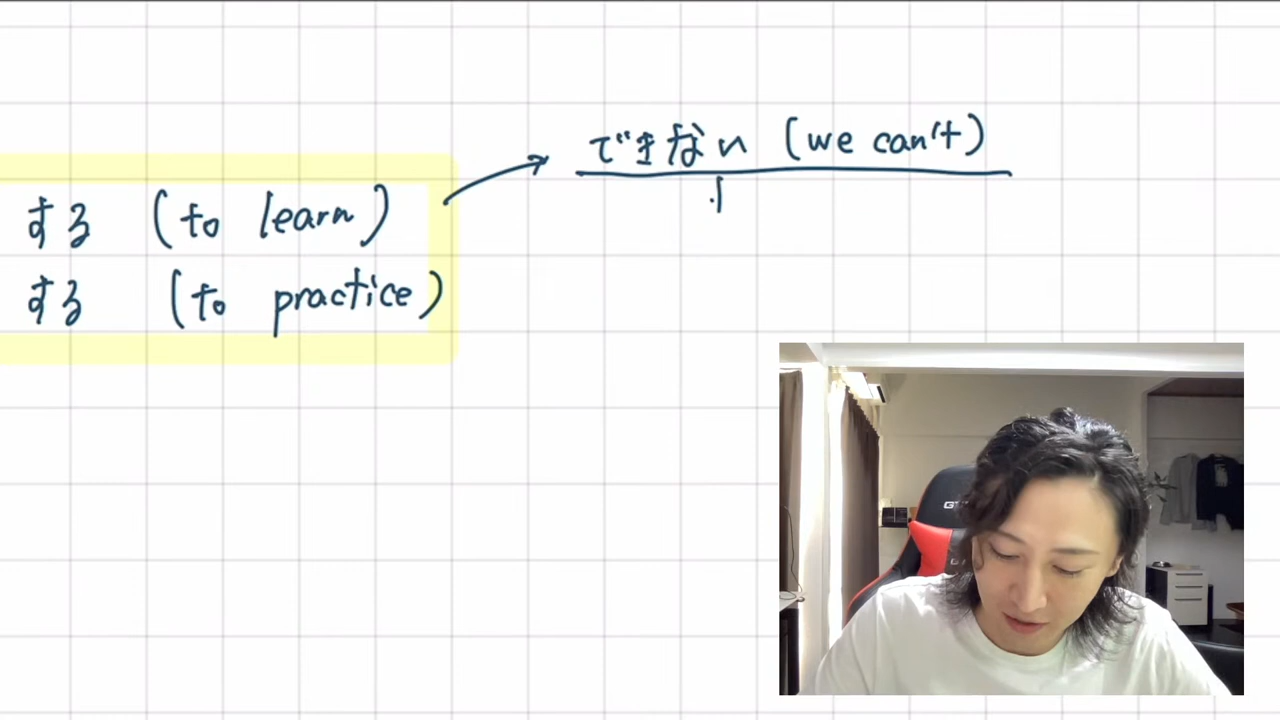 できない (we can't)
する (to learn)
する (to practice)